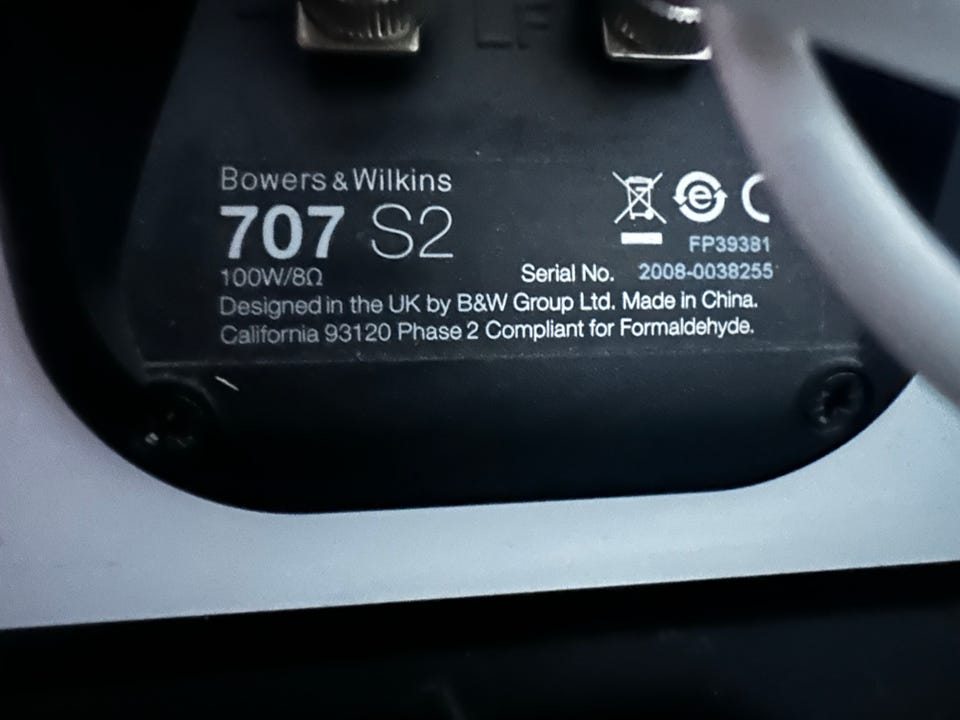 LF
Bowers & Wilkins
707 S2
FP39381
100W/8Ω
Serial No. 2008-0038255
Designed in the UK by B&W Group Ltd. Made in China.
California 93120 Phase 2 Compliant for Formaldehyde.